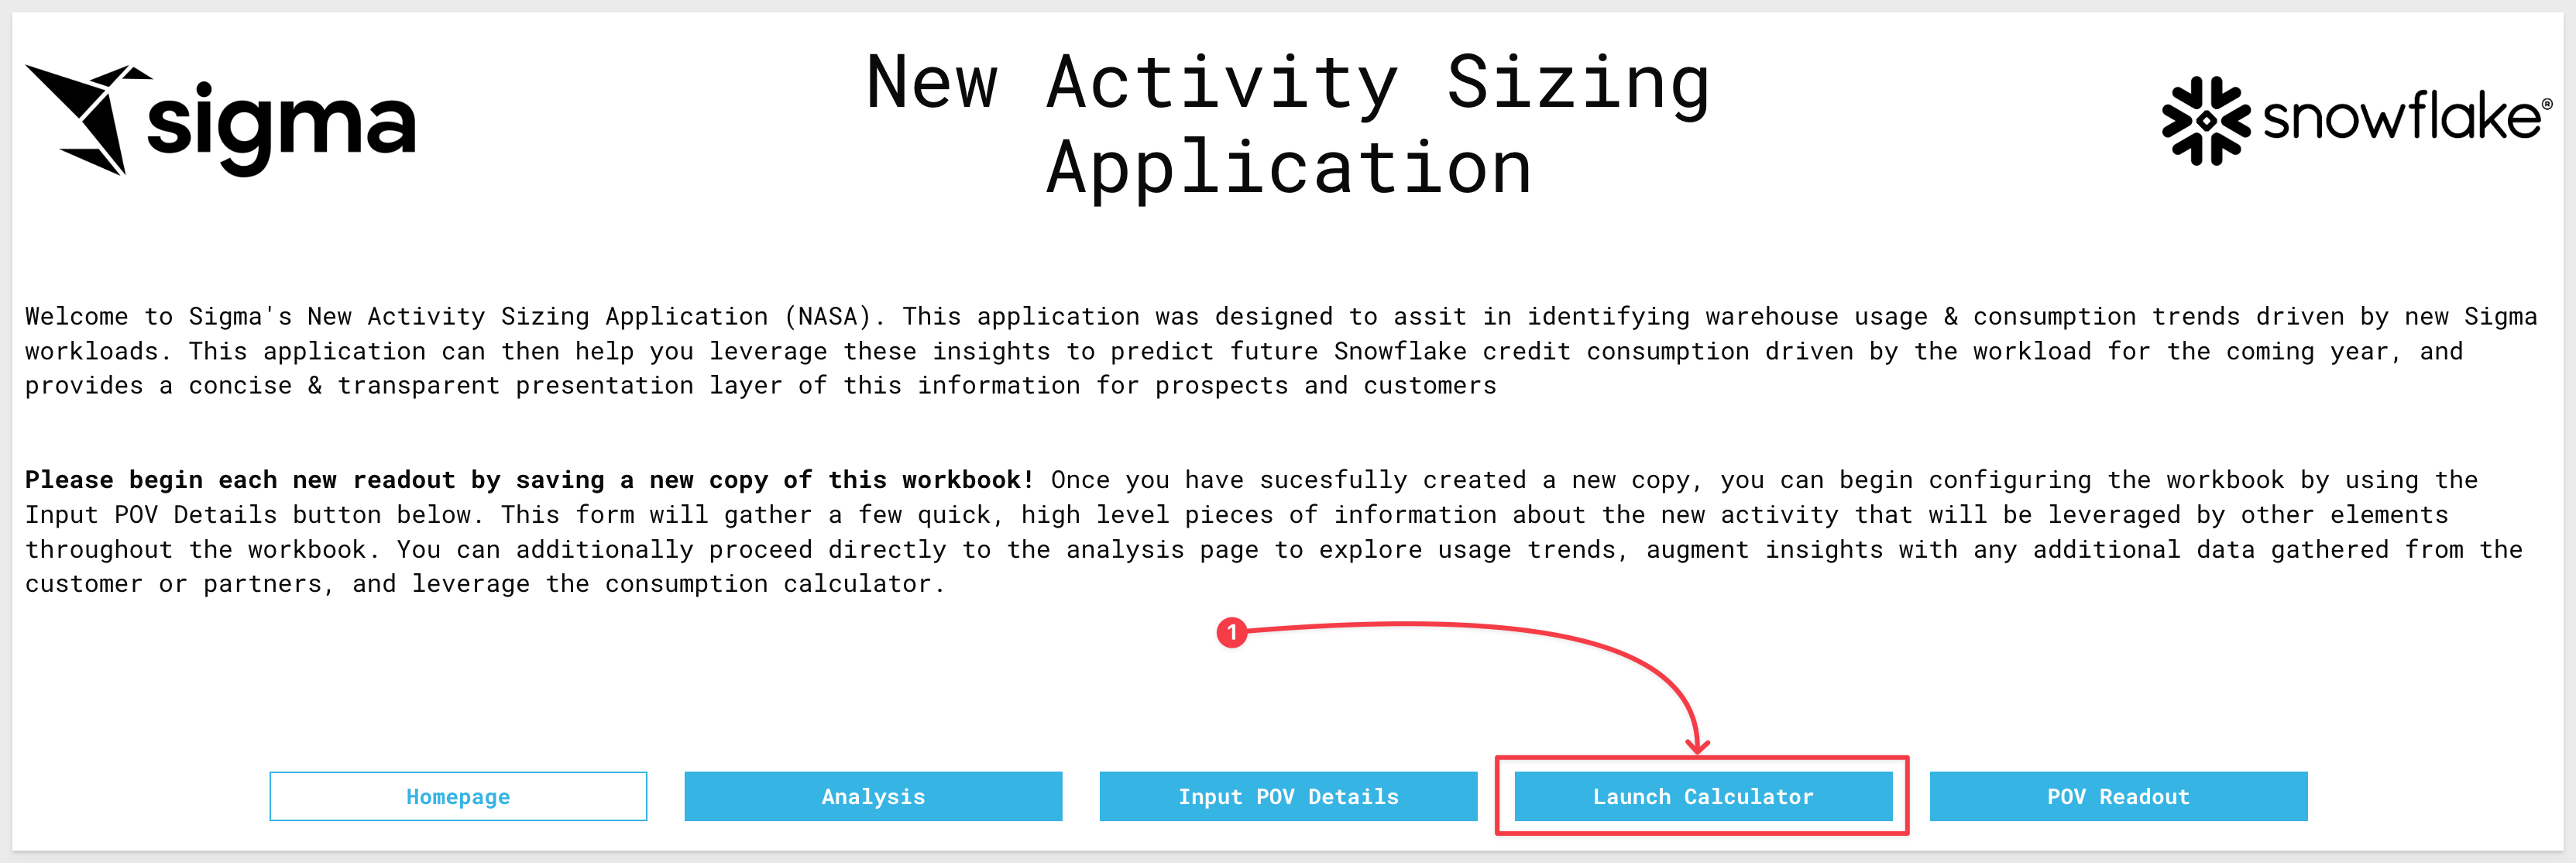 sigma
New Activity Sizing
Application
snowflake®
Welcome to Sigma's New Activity Sizing Application (NASA). This application was designed to assit in identifying warehouse usage & consumption trends driven by new Sigma
workloads. This application can then help you leverage these insights to predict future Snowflake credit consumption driven by the workload for the coming year, and
provides a concise & transparent presentation layer of this information for prospects and customers
Please begin each new readout by saving a new copy of this workbook! Once you have sucesfully created a new copy, you can begin configuring the workbook by using the
Input POV Details button below. This form will gather a few quick, high level pieces of information about the new activity that will be leveraged by other elements
throughout the workbook. You can additionally proceed directly to the analysis page to explore usage trends, augment insights with any additional data gathered from the
customer or partners, and leverage the consumption calculator.
1
Homepage
Analysis
Input POV Details
Launch Calculator
POV Readout